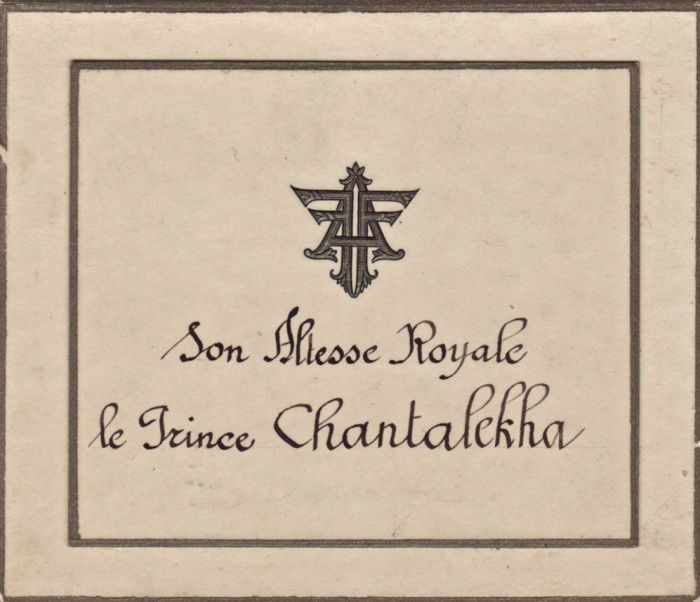 Son Altesse Royale
le Prince Chantalekha